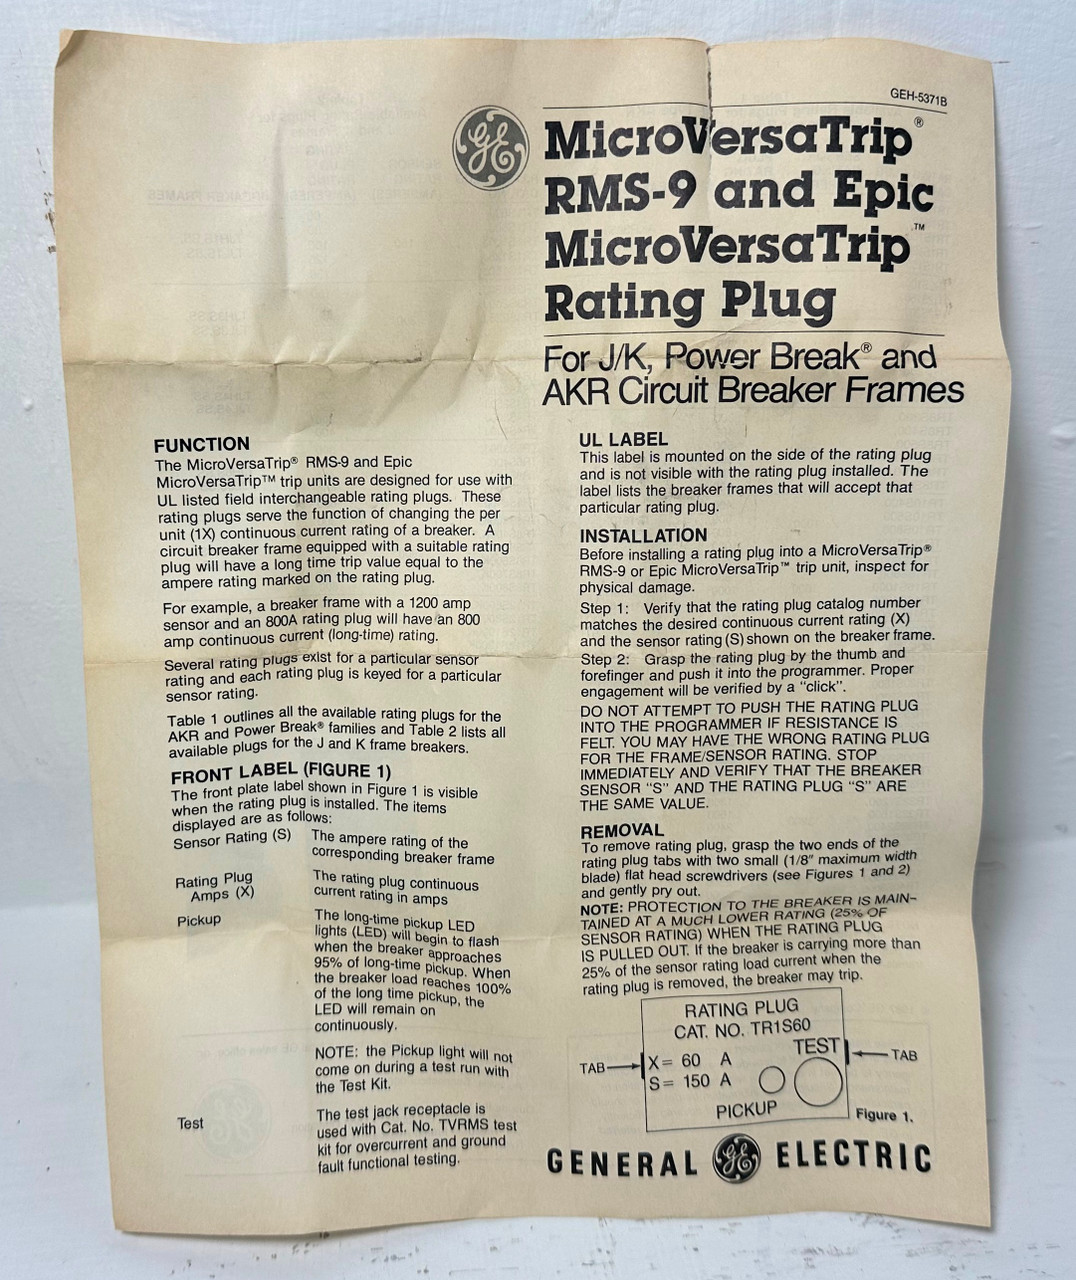 GEH-5371B
MicroVersaTrip®
RMS-9 and Epic
MicroVersaTrip™
Rating Plug
For J/K, Power Break® and
AKR Circuit Breaker Frames
FUNCTION
The MicroVersaTrip® RMS-9 and Epic
MicroVersaTrip™ trip units are designed for use with
UL listed field interchangeable rating plugs. These
rating plugs serve the function of changing the per
unit (1X) continuous current rating of a breaker. A
circuit breaker frame equipped with a suitable rating
plug will have a long time trip value equal to the
ampere rating marked on the rating plug.
For example, a breaker frame with a 1200 amp
sensor and an 800A rating plug will have an 800
amp continuous current (long-time) rating.
Several rating plugs exist for a particular sensor
rating and each rating plug is keyed for a particular
sensor rating.
Table 1 outlines all the available rating plugs for the
AKR and Power Break® families and Table 2 lists all
available plugs for the J and K frame breakers.
FRONT LABEL (FIGURE 1)
The front plate label shown in Figure 1 is visible
when the rating plug is installed. The items
displayed are as follows:
Sensor Rating (S) The ampere rating of the
corresponding breaker frame
Rating Plug The rating plug continuous
Amps (X) current rating in amps
Pickup The long-time pickup LED
lights (LED) will begin to flash
when the breaker approaches
95% of long-time pickup. When
the breaker load reaches 100%
of the long time pickup, the
LED will remain on
continuously.
NOTE: the Pickup light will not
come on during a test run with
the Test Kit.
Test The test jack receptacle is
used with Cat. No. TVRMS test
kit for overcurrent and ground
fault functional testing.
UL LABEL
This label is mounted on the side of the rating plug
and is not visible with the rating plug installed. The
label lists the breaker frames that will accept that
particular rating plug.
INSTALLATION
Before installing a rating plug into a MicroVersaTrip®
RMS-9 or Epic MicroVersaTrip™ trip unit, inspect for
physical damage.
Step 1: Verify that the rating plug catalog number
matches the desired continuous current rating (X)
and the sensor rating (S) shown on the breaker frame.
Step 2: Grasp the rating plug by the thumb and
forefinger and push it into the programmer. Proper
engagement will be verified by a “click”.
DO NOT ATTEMPT TO PUSH THE RATING PLUG
INTO THE PROGRAMMER IF RESISTANCE IS
FELT. YOU MAY HAVE THE WRONG RATING PLUG
FOR THE FRAME/SENSOR RATING. STOP
IMMEDIATELY AND VERIFY THAT THE BREAKER
SENSOR “S” AND THE RATING PLUG “S” ARE
THE SAME VALUE.
REMOVAL
To remove rating plug, grasp the two ends of the
rating plug tabs with two small (1/8″ maximum width
blade) flat head screwdrivers (see Figures 1 and 2)
and gently pry out.
NOTE: PROTECTION TO THE BREAKER IS MAIN-
TAINED AT A MUCH LOWER RATING (25% OF
SENSOR RATING) WHEN THE RATING PLUG
IS PULLED OUT. If the breaker is carrying more than
25% of the sensor rating load current when the
rating plug is removed, the breaker may trip.
RATING PLUG
CAT. NO. TR1S60
TEST
TAB X= 60 A TAB
S= 150 A
PICKUP
Figure 1.
GENERAL GE ELECTRIC